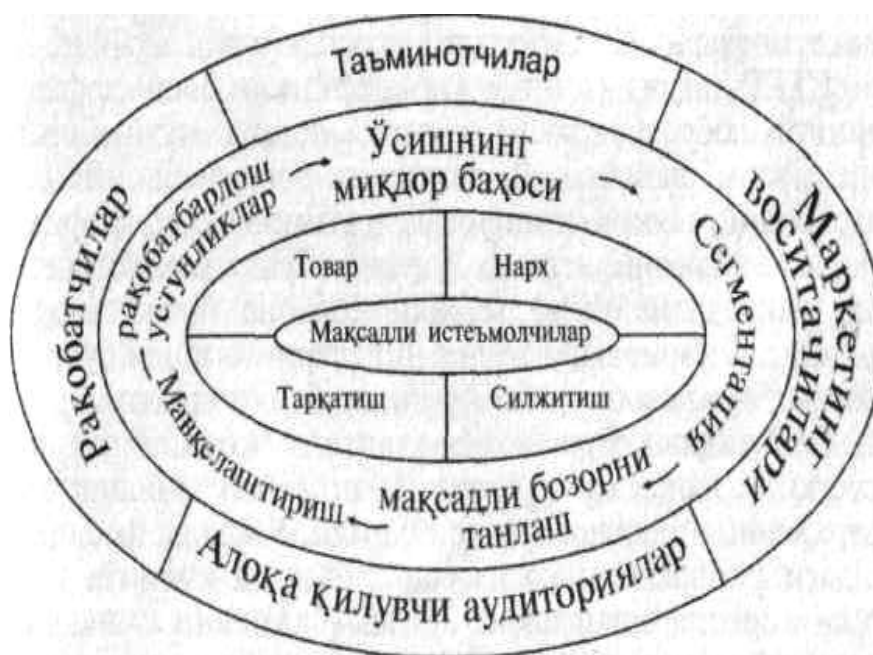 Таъминотчилар
Ўсишнинг
миқдор баҳоси
рақобатбардош
устунликлар
Рақобатчилар
Сегментация
Маркетинг
воситачилари
Товар
Нарх
Мақсадли истеъмолчилар
Тарқатиш
Силжитиш
Мавкелаштириш
мақсадли бозорни
танлаш
Алоқа қилувчи аудиториялар